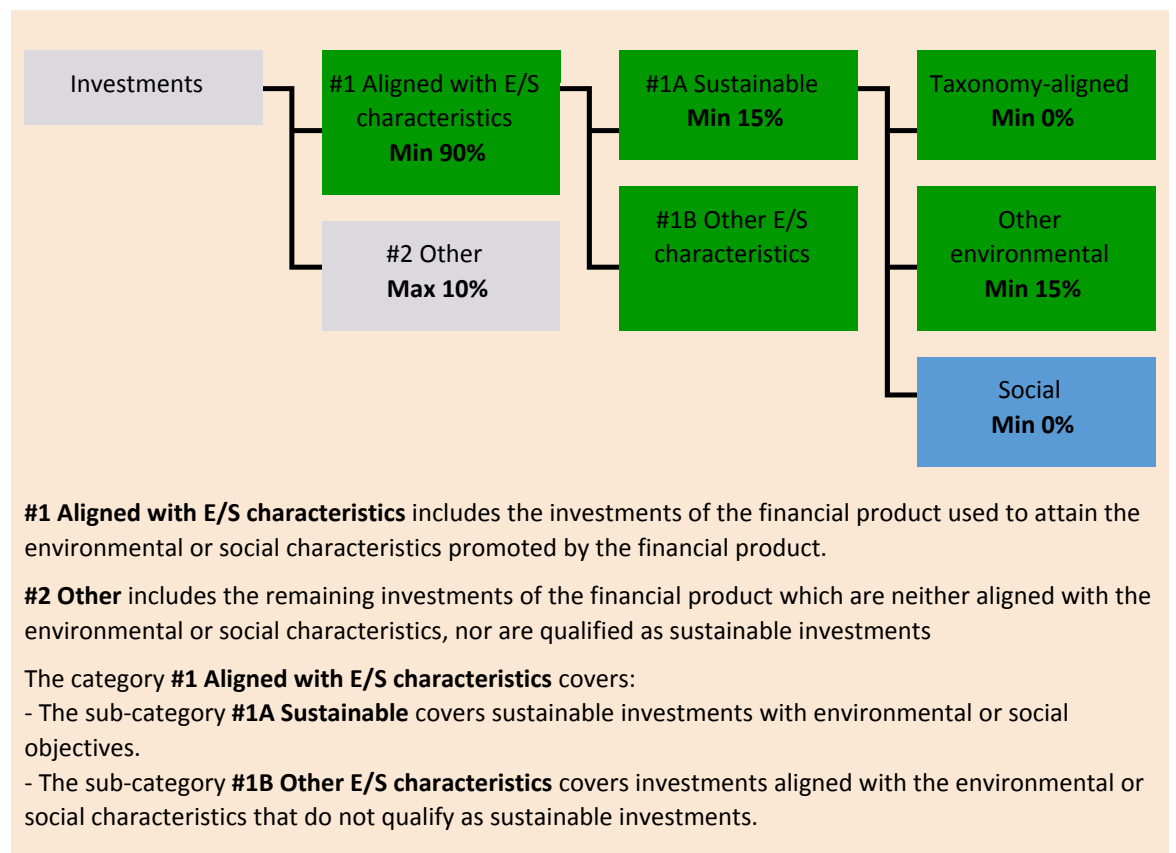 Investments
#1 Aligned with E/S
characteristics
Min 90%
#2 Other
Max 10%
#1A Sustainable
Min 15%
#1B Other E/S
characteristics
Taxonomy-aligned
Min 0%
Other
environmental
Min 15%
Social
Min 0%
#1 Aligned with E/S characteristics includes the investments of the financial product used to attain the
environmental or social characteristics promoted by the financial product.
#2 Other includes the remaining investments of the financial product which are neither aligned with the
environmental or social characteristics, nor are qualified as sustainable investments
The category #1 Aligned with E/S characteristics covers:
- The sub-category #1A Sustainable covers sustainable investments with environmental or social
objectives.
- The sub-category #1B Other E/S characteristics covers investments aligned with the environmental or
social characteristics that do not qualify as sustainable investments.